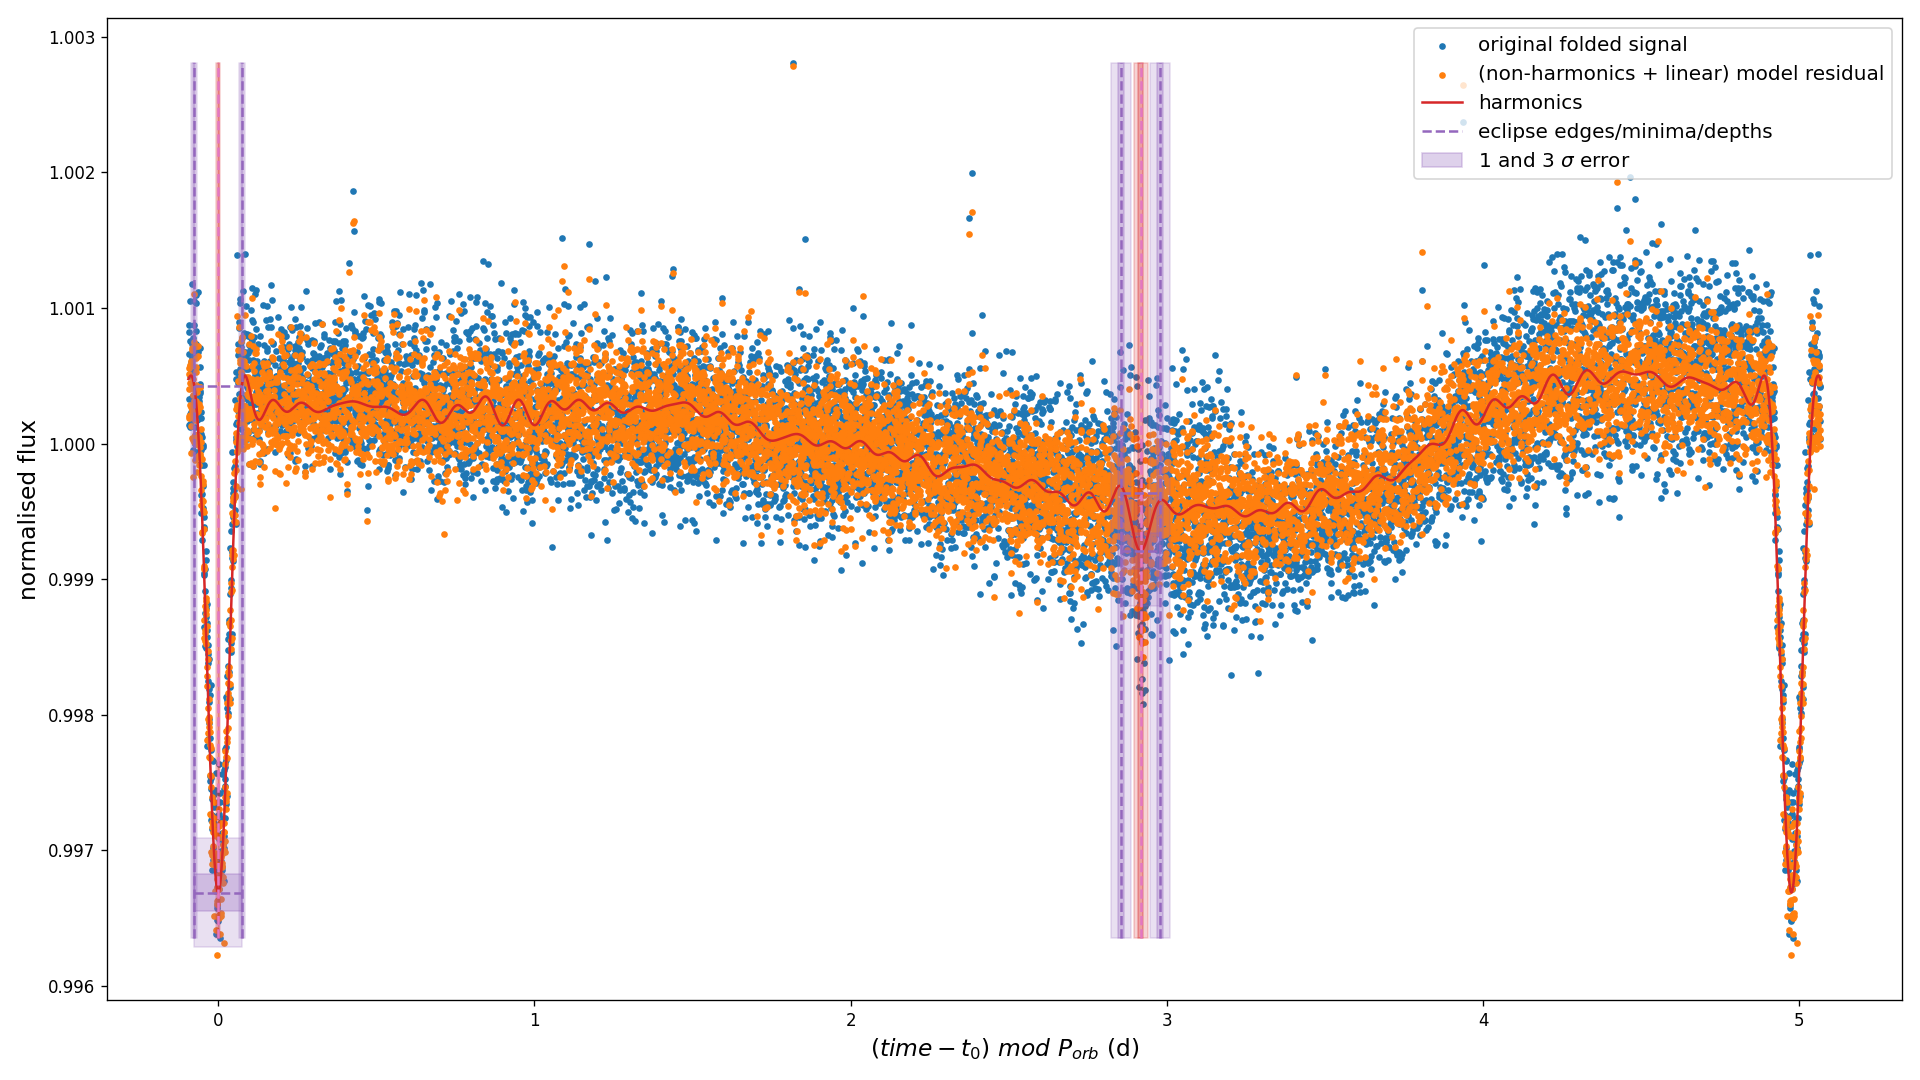 1.003
1.002
1.001
1.000
0.999
0.998
0.997
0.996
normalised flux
original folded signal
(non-harmonics + linear) model residual
harmonics
eclipse edges/minima/depths
1 and 3 σ error
0 1 2 3 4 5
(time − t₀) mod Pₒᵣb (d)